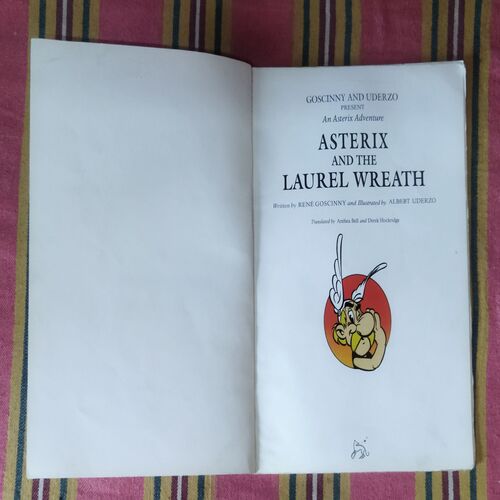 GOSCINNY AND UDERZO
PRESENT
An Asterix Adventure
ASTERIX
AND THE
LAUREL WREATH
Written by RENÉ GOSCINNY and Illustrated by ALBERT UDERZO
Translated by Anthea Bell and Derek Hockridge